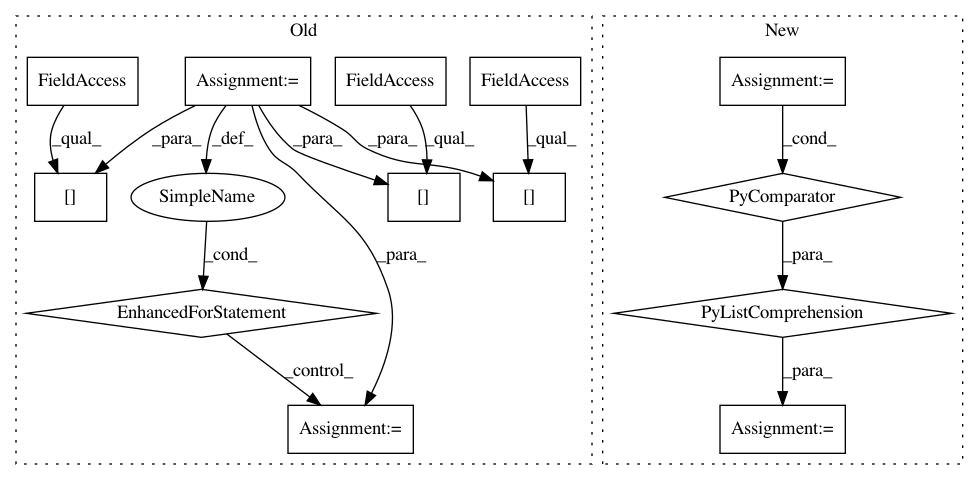 Old
New
FieldAccess
Assignment:=
FieldAccess
FieldAccess
Assignment:=
_qual_
_para_
_def_
_para_
_para_
_qual_
_qual_
_cond_
[]
SimpleName
[]
[]
PyComparator
_cond_
_para_
_para_
EnhancedForStatement
PyListComprehension
_control_
_para_
Assignment:=
Assignment:=